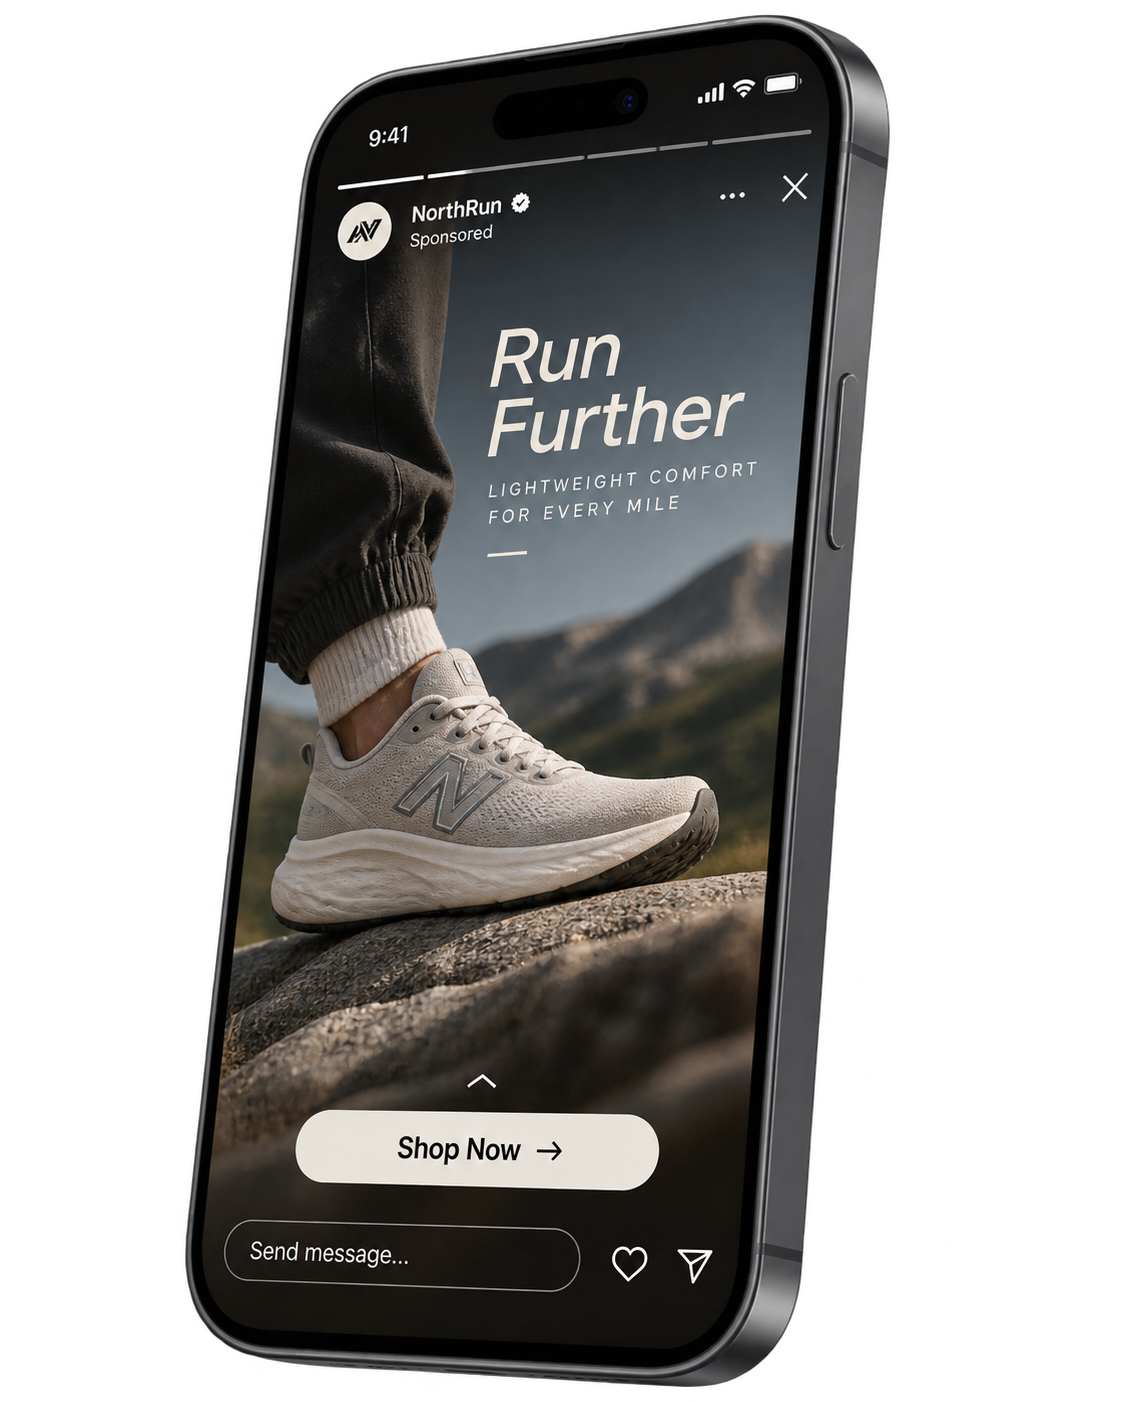 9:41
NorthRun
Sponsored
Run
Further
LIGHTWEIGHT COMFORT
FOR EVERY MILE
N
Shop Now →
Send message...